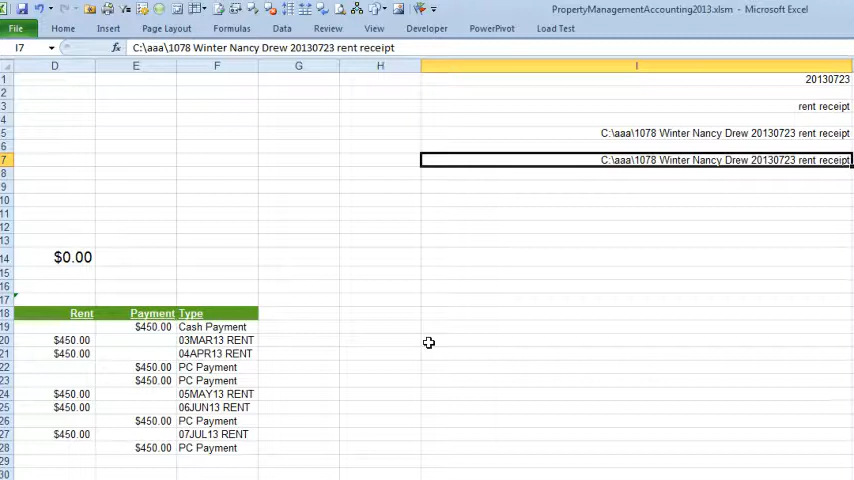 PropertyManagementAccounting2013.xlsm - Microsoft Excel
File Home Insert Page Layout Formulas Data Review View Developer PowerPivot Load Test
I7 fx C:\aaa\1078 Winter Nancy Drew 20130723 rent receipt
D E F G H I
1 20130723
2
3 rent receipt
4
5 C:\aaa\1078 Winter Nancy Drew 20130723 rent receipt
6
7 C:\aaa\1078 Winter Nancy Drew 20130723 rent receipt
8
9
10
11
12
13
14 $0.00
15
16
17
18 Rent Payment Type
19 $450.00 Cash Payment
20 $450.00 03MAR13 RENT
21 $450.00 04APR13 RENT
22 $450.00 PC Payment
23 $450.00 PC Payment
24 $450.00 05MAY13 RENT
25 $450.00 06JUN13 RENT
26 $450.00 PC Payment
27 $450.00 07JUL13 RENT
28 $450.00 PC Payment
29
30